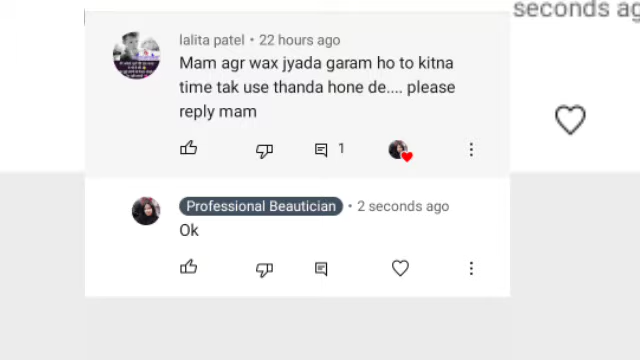 seconds ag
lalita patel • 22 hours ago
Mam agr wax jyada garam ho to kitna
time tak use thanda hone de.... please
reply mam
1
Professional Beautician • 2 seconds ago
Ok